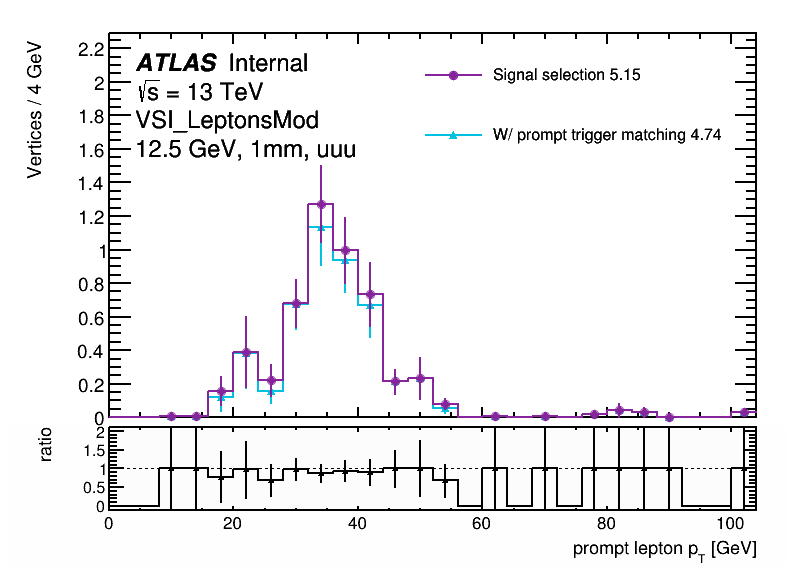 ATLAS Internal
√s = 13 TeV
VSI_LeptonsMod
12.5 GeV, 1mm, uuu
Signal selection 5.15
W/ prompt trigger matching 4.74
Vertices / 4 GeV
2.2
2
1.8
1.6
1.4
1.2
1
0.8
0.6
0.4
0.2
0
ratio
2
1.5
1
0.5
0
0 20 40 60 80 100
prompt lepton pT [GeV]